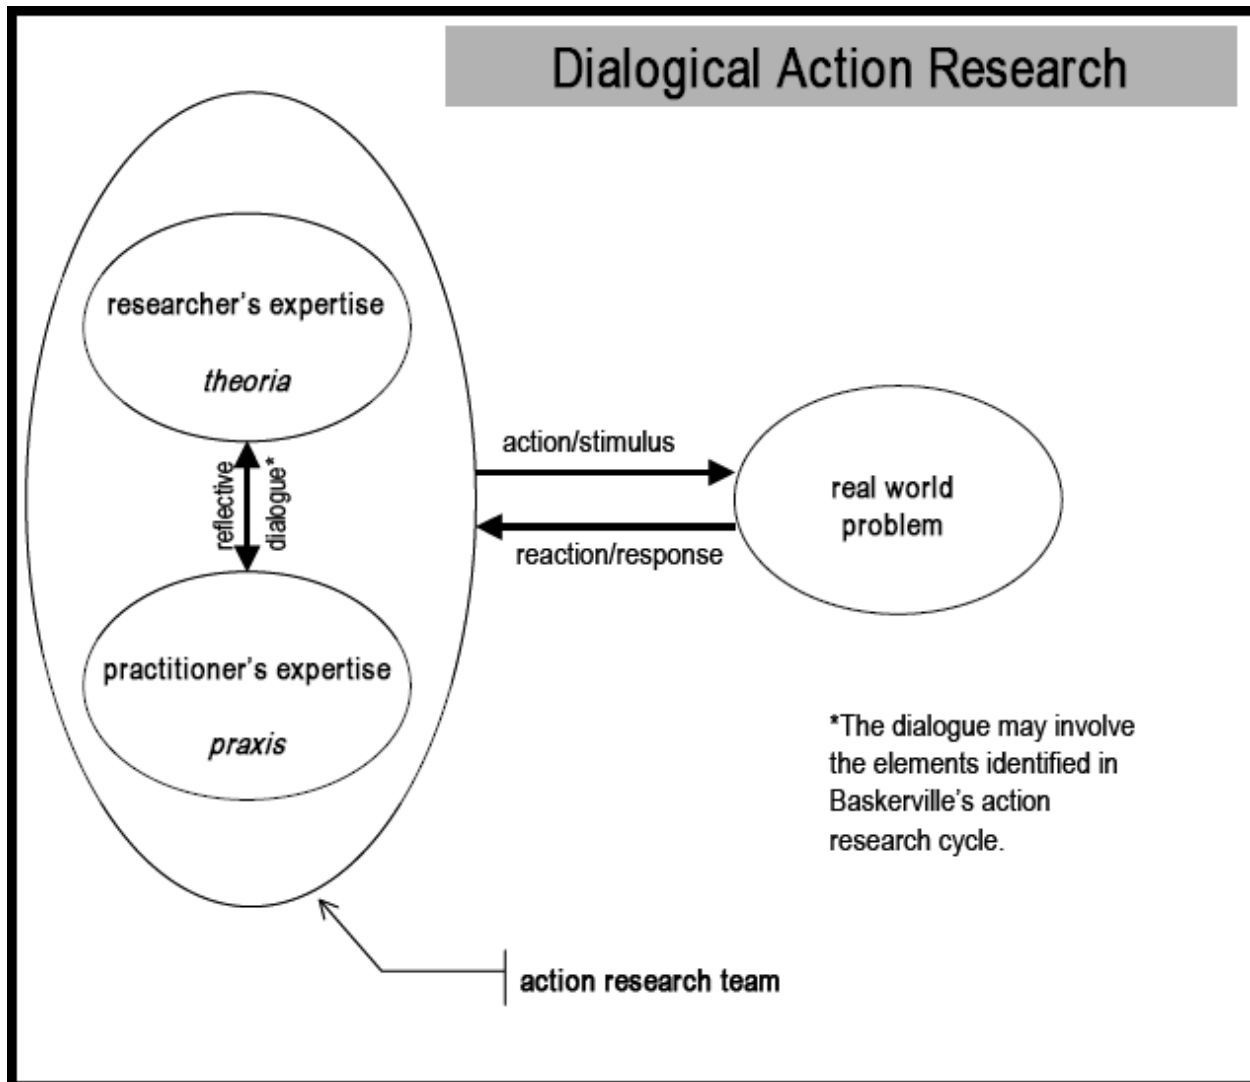 Dialogical Action Research
researcher's expertise
theoria
reflective
dialogue*
practitioner's expertise
praxis
action/stimulus
reaction/response
real world
problem
*The dialogue may involve
the elements identified in
Baskerville's action
research cycle.
action research team